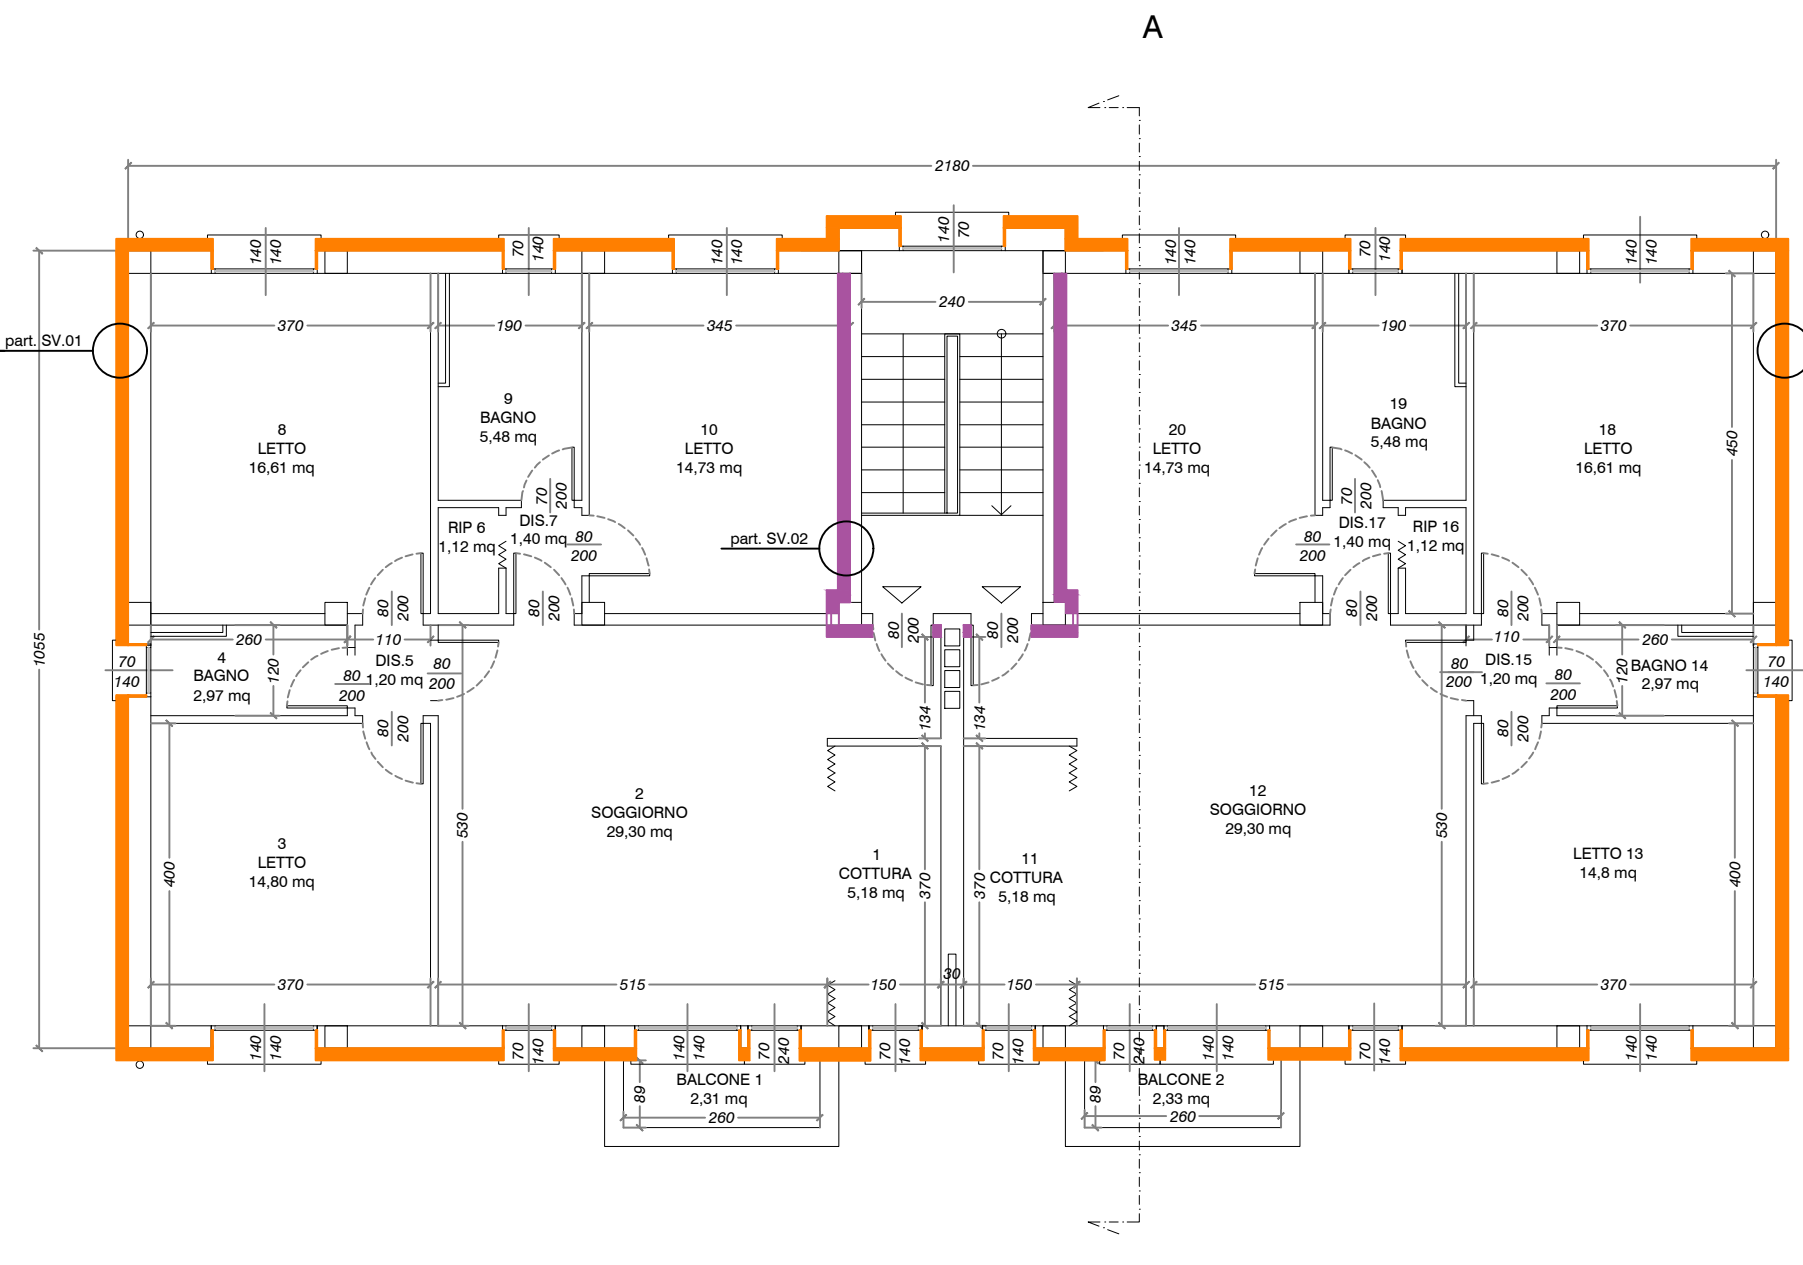 A
2180
140
140
70
140
140
140
140
70
140
140
70
140
140
140
240
370
190
345
345
190
370
part. SV.01
450
1055
8
LETTO
16,61 mq
9
BAGNO
5,48 mq
10
LETTO
14,73 mq
20
LETTO
14,73 mq
19
BAGNO
5,48 mq
18
LETTO
16,61 mq
70
200
70
200
RIP 6
1,12 mq
DIS.7
1,40 mq
80
200
part. SV.02
80
200
DIS.17
1,40 mq
RIP 16
1,12 mq
80
200
80
200
80
200
80
200
80
200
80
200
260
110
110
260
70
140
4
BAGNO
2,97 mq
120
80
200
DIS.5
1,20 mq
80
200
80
200
DIS.15
1,20 mq
80
200
120
BAGNO 14
2,97 mq
70
140
80
200
80
200
134
134
2
SOGGIORNO
29,30 mq
12
SOGGIORNO
29,30 mq
530
530
3
LETTO
14,80 mq
400
1
COTTURA
5,18 mq
370
370
11
COTTURA
5,18 mq
LETTO 13
14,8 mq
400
30
370
515
150
150
515
370
140
140
70
140
140
140
70
240
70
140
70
140
70
240
140
140
70
140
140
140
BALCONE 1
2,31 mq
89
260
BALCONE 2
2,33 mq
89
260